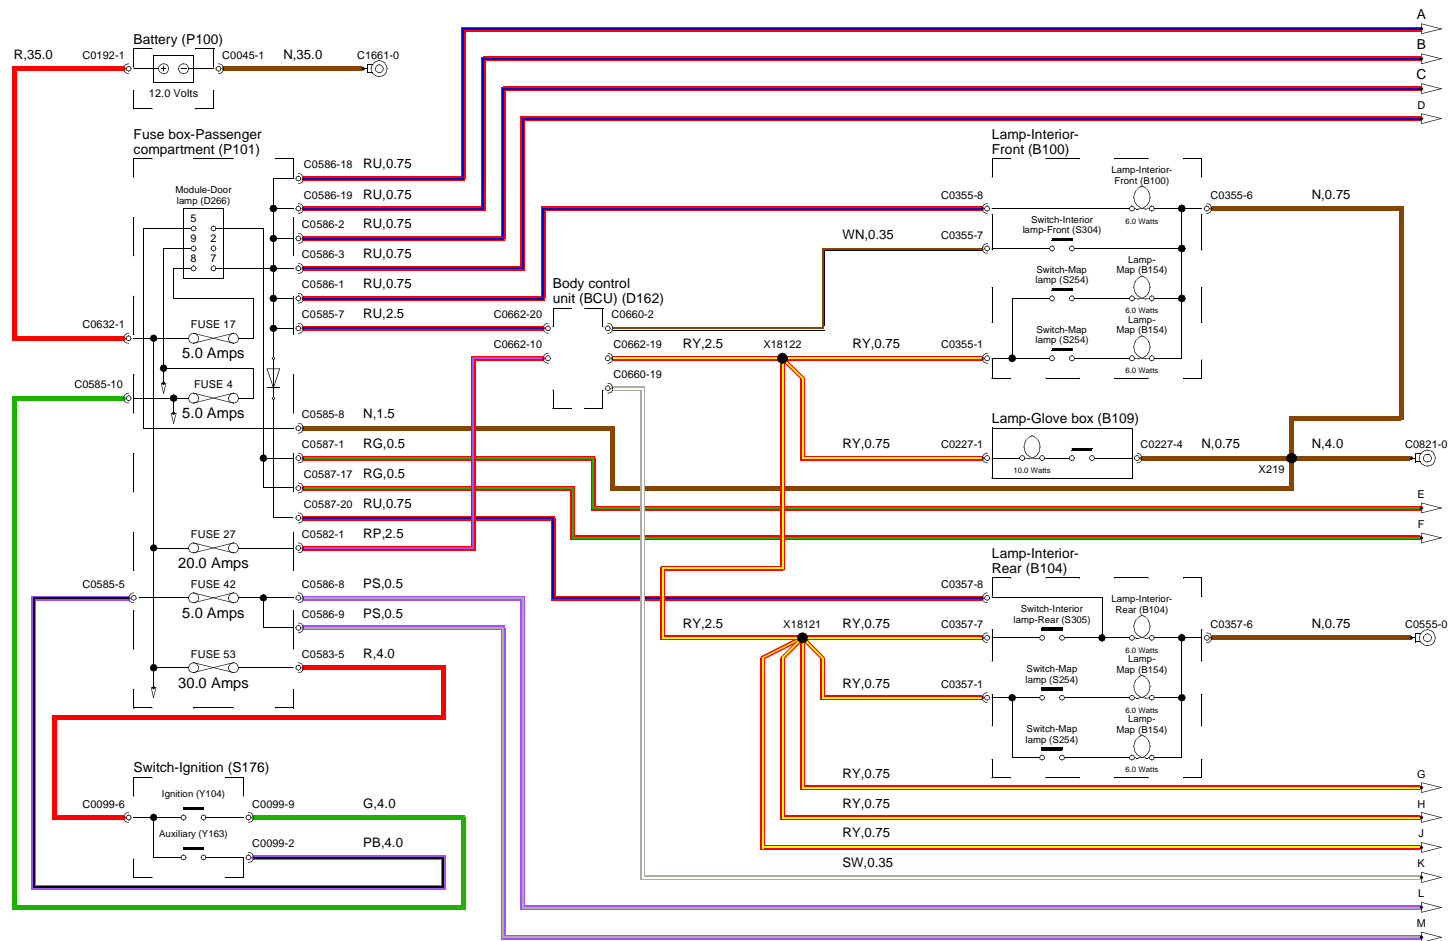 A
Battery (P100)
R,35.0 C0192-1 C0045-1 N,35.0 C1661-0
12.0 Volts
B
C
D
Fuse box-Passenger
compartment (P101)
Module-Door
lamp (D266)
5
9 2
8 7
C0586-18 RU,0.75
C0586-19 RU,0.75
C0586-2 RU,0.75
C0586-3 RU,0.75
C0586-1 RU,0.75
C0585-7 RU,2.5
C0632-1
FUSE 17
5.0 Amps
C0585-10
FUSE 4
5.0 Amps
C0585-8 N,1.5
C0587-1 RG,0.5
C0587-17 RG,0.5
C0587-20 RU,0.75
FUSE 27
20.0 Amps
C0582-1 RP,2.5
C0585-5
FUSE 42
5.0 Amps
C0586-8 PS,0.5
C0586-9 PS,0.5
FUSE 53
30.0 Amps
C0583-5 R,4.0
Body control
unit (BCU) (D162)
C0662-20 C0660-2
C0662-10 C0662-19
C0660-19
RY,2.5 X18122 RY,0.75
Lamp-Interior-
Front (B100)
Lamp-Interior-
Front (B100)
C0355-8 C0355-6 N,0.75
6.0 Watts
WN,0.35 C0355-7
Switch-Interior
lamp-Front (S304)
Switch-Map
lamp (S254)
Lamp-
Map (B154)
6.0 Watts
Switch-Map
lamp (S254)
Lamp-
Map (B154)
C0355-1
6.0 Watts
Lamp-Glove box (B109)
RY,0.75 C0227-1 C0227-4 N,0.75 N,4.0 C0821-0
10.0 Watts
X219
E
F
Lamp-Interior-
Rear (B104)
C0357-8
Switch-Interior
lamp-Rear (S305)
Lamp-Interior-
Rear (B104)
RY,2.5 X18121 RY,0.75 C0357-7 C0357-6 N,0.75 C0555-0
6.0 Watts
Switch-Map
lamp (S254)
Lamp-
Map (B154)
RY,0.75 C0357-1
6.0 Watts
Switch-Map
lamp (S254)
Lamp-
Map (B154)
6.0 Watts
Switch-Ignition (S176)
Ignition (Y104)
C0099-6 C0099-9 G,4.0
Auxiliary (Y163)
C0099-2 PB,4.0
RY,0.75 G
RY,0.75 H
RY,0.75 J
SW,0.35 K
L
M